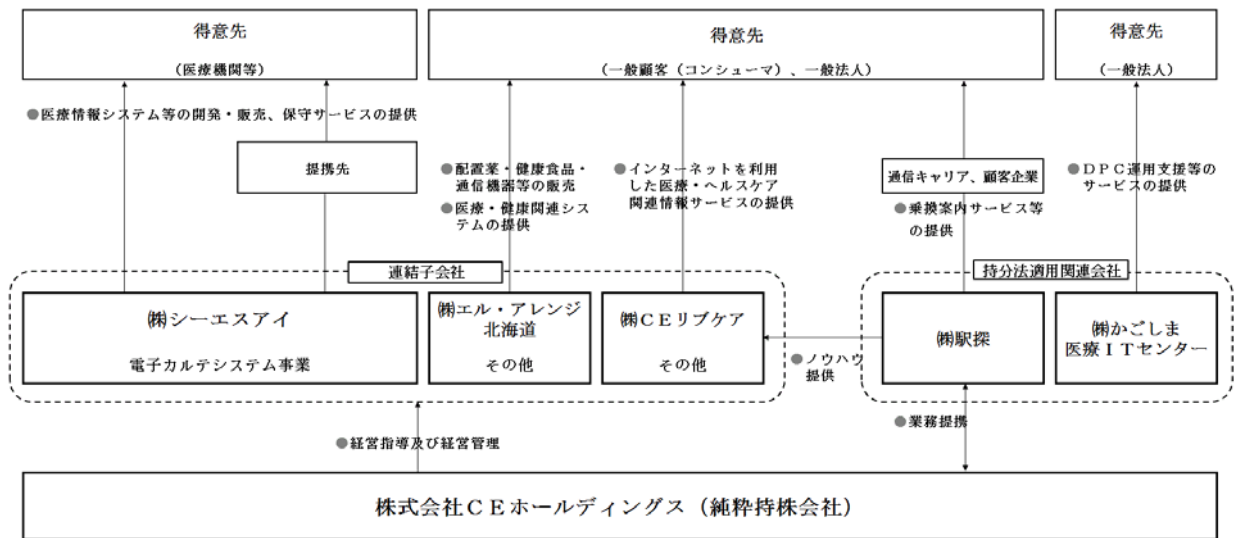 得意先
(医療機関等)
得意先
(一般顧客(コンシューマ)、一般法人)
得意先
(一般法人)
●医療情報システム等の開発・販売、保守サービスの提供
提携先
●配置薬・健康食品・
通信機器等の販売
●医療・健康関連シス
テムの提供
●インターネットを利用
した医療・ヘルスケア
関連情報サービスの提供
通信キャリア、顧客企業
●乗換案内サービス等
の提供
●DPC運用支援等の
サービスの提供
連結子会社
持分法適用関連会社
㈱シーエスアイ
電子カルテシステム事業
㈱エル・アレンジ
北海道
その他
㈱CEリブケア
その他
●ノウハウ
提供
㈱駅探
㈱かごしま
医療ITセンター
●経営指導及び経営管理
●業務提携
株式会社CEホールディングス(純粋持株会社)